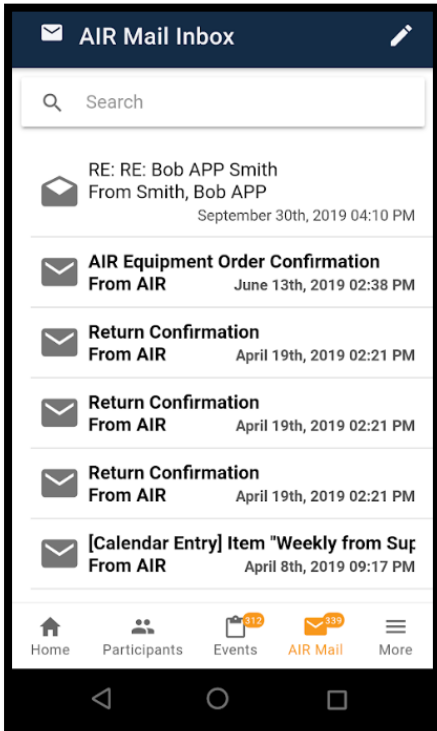 AIR Mail Inbox
Search
RE: RE: Bob APP Smith
From Smith, Bob APP
September 30th, 2019 04:10 PM
AIR Equipment Order Confirmation
From AIR June 13th, 2019 02:38 PM
Return Confirmation
From AIR April 19th, 2019 02:21 PM
Return Confirmation
From AIR April 19th, 2019 02:21 PM
Return Confirmation
From AIR April 19th, 2019 02:21 PM
[Calendar Entry] Item "Weekly from Sup
From AIR April 8th, 2019 09:17 PM
312 339
Home Participants Events AIR Mail More